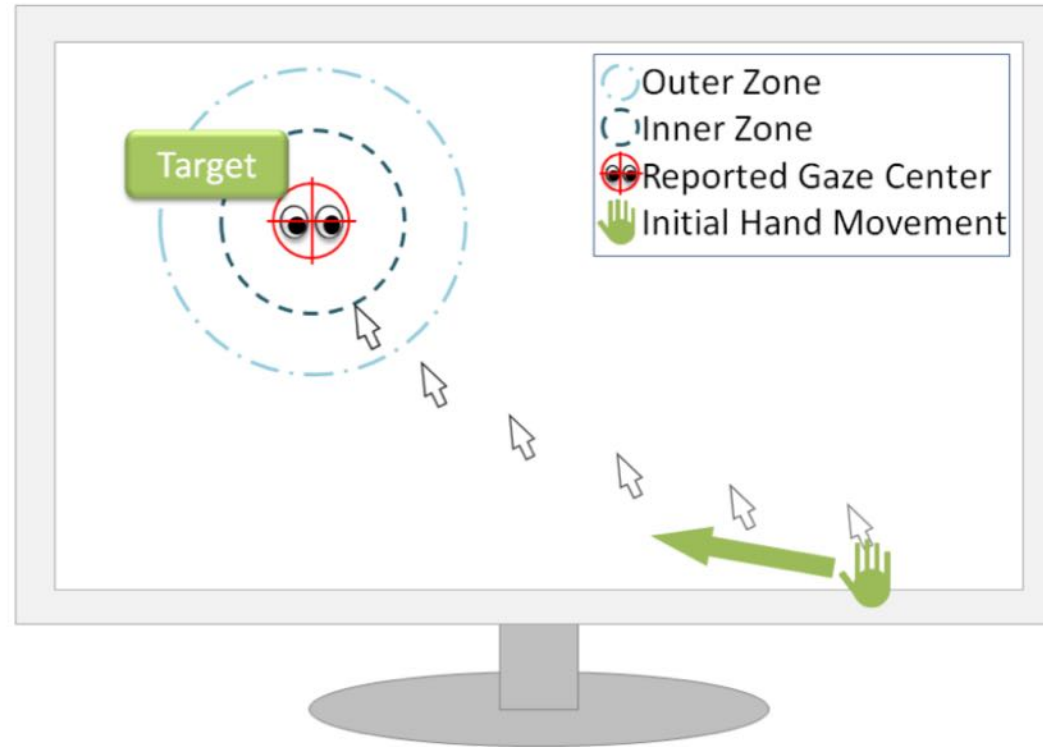 Target
Outer Zone
Inner Zone
Reported Gaze Center
Initial Hand Movement